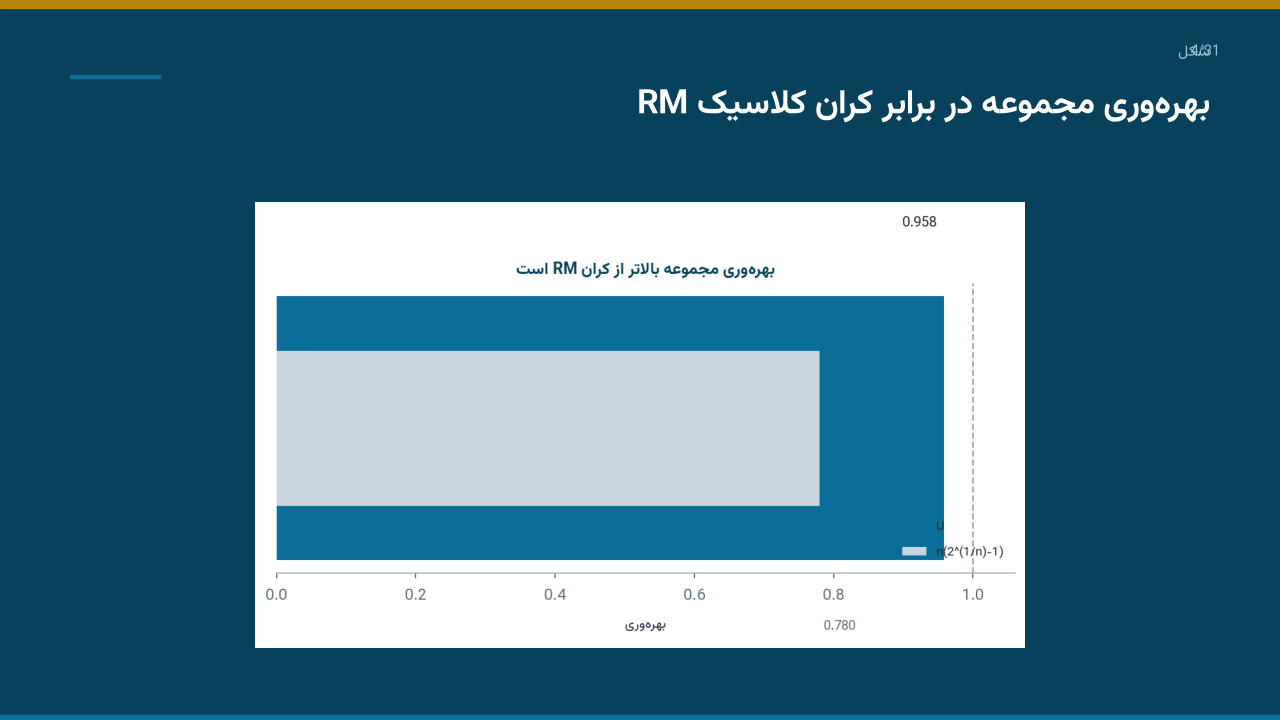 شکل
4/31
بهره‌وری مجموعه در برابر کران کلاسیک RM
0.958
بهره‌وری مجموعه بالاتر از کران RM است
U
n(2^(1/n)-1)
0.0 0.2 0.4 0.6 0.8 1.0
بهره‌وری
0.780